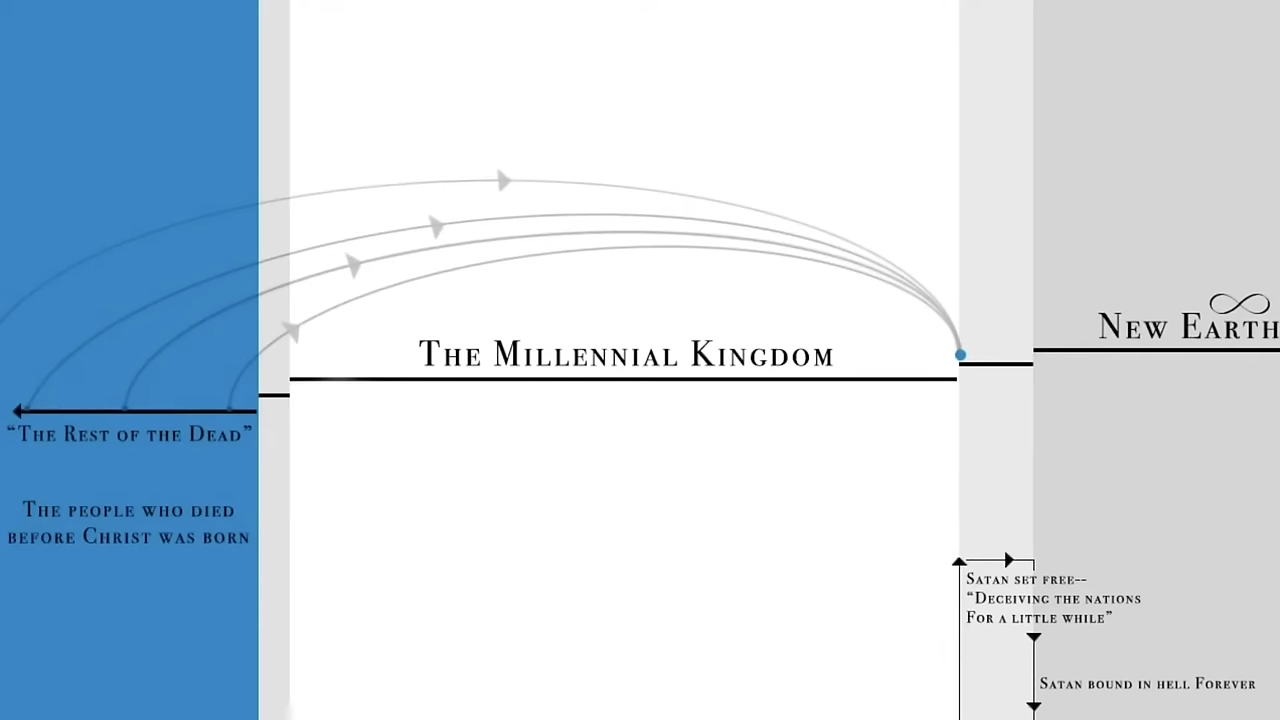 The Millennial Kingdom
∞
New Earth
“The Rest of the Dead”
The people who died
before Christ was born
Satan set free--
“Deceiving the nations
For a little while”
Satan bound in hell Forever